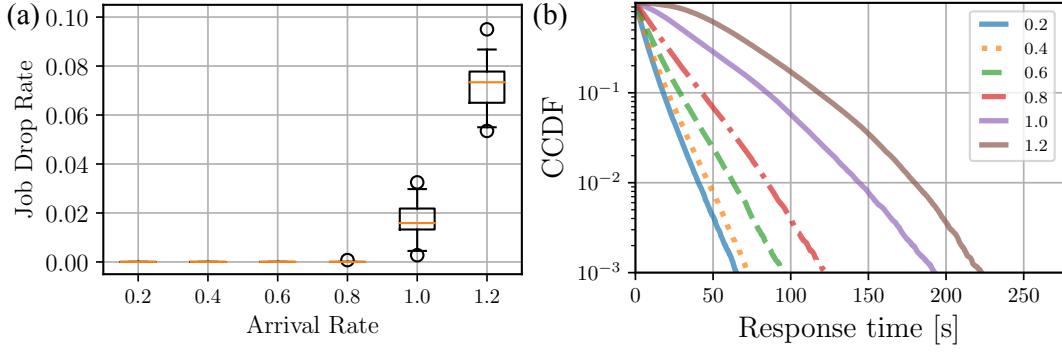 (a)
Job Drop Rate
0.10
0.08
0.06
0.04
0.02
0.00
0.2 0.4 0.6 0.8 1.0 1.2
Arrival Rate
(b)
CCDF
10⁻¹
10⁻²
10⁻³
0 50 100 150 200 250
Response time [s]
0.2
0.4
0.6
0.8
1.0
1.2